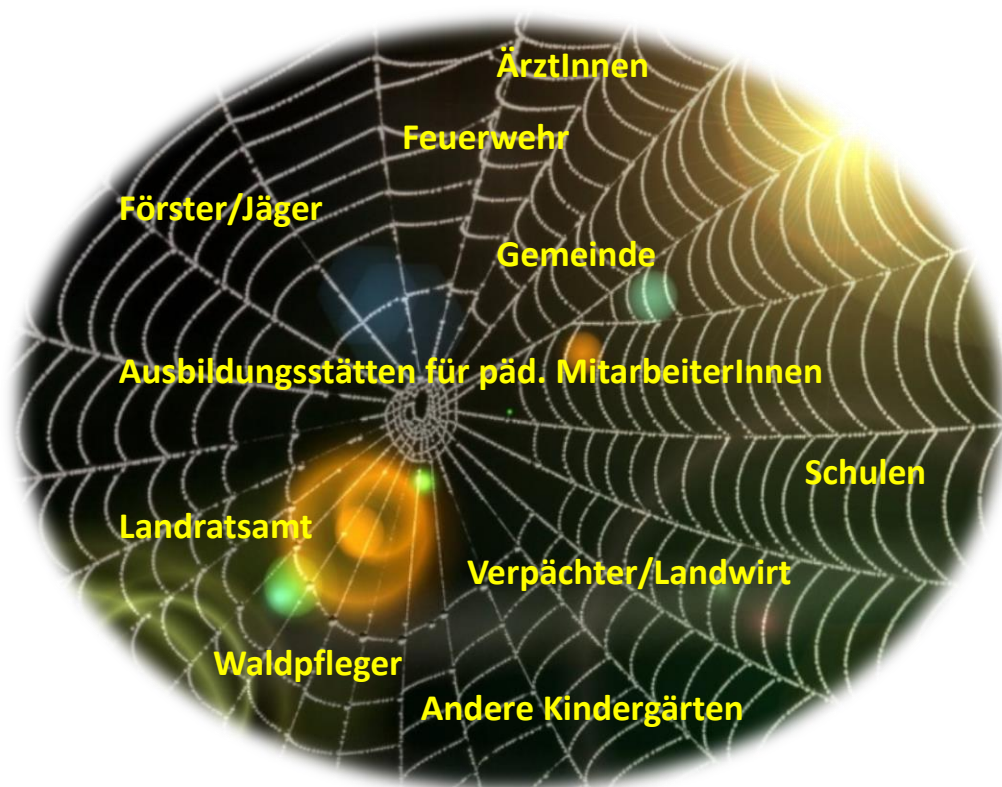 ÄrztInnen
Feuerwehr
Förster/Jäger
Gemeinde
Ausbildungsstätten für päd. MitarbeiterInnen
Schulen
Landratsamt
Verpächter/Landwirt
Waldpfleger
Andere Kindergärten